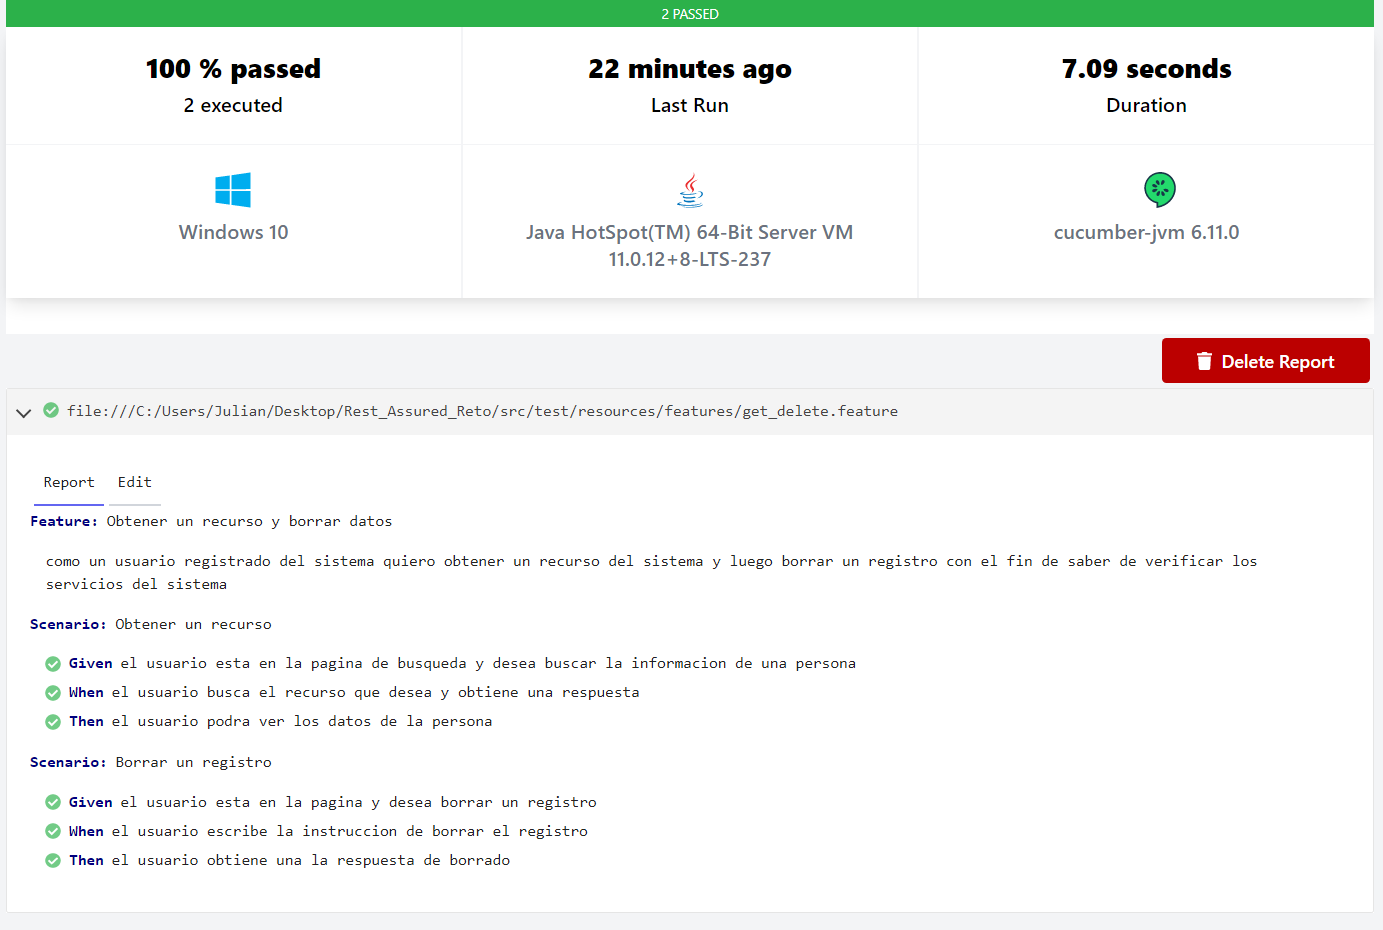 2 PASSED
100 % passed
2 executed
22 minutes ago
Last Run
7.09 seconds
Duration
Windows 10
Java HotSpot(TM) 64-Bit Server VM
11.0.12+8-LTS-237
cucumber-jvm 6.11.0
Delete Report
file:///C:/Users/Julian/Desktop/Rest_Assured_Reto/src/test/resources/features/get_delete.feature
Report Edit
Feature: Obtener un recurso y borrar datos
como un usuario registrado del sistema quiero obtener un recurso del sistema y luego borrar un registro con el fin de saber de verificar los
servicios del sistema
Scenario: Obtener un recurso
Given el usuario esta en la pagina de busqueda y desea buscar la informacion de una persona
When el usuario busca el recurso que desea y obtiene una respuesta
Then el usuario podra ver los datos de la persona
Scenario: Borrar un registro
Given el usuario esta en la pagina y desea borrar un registro
When el usuario escribe la instruccion de borrar el registro
Then el usuario obtiene una la respuesta de borrado